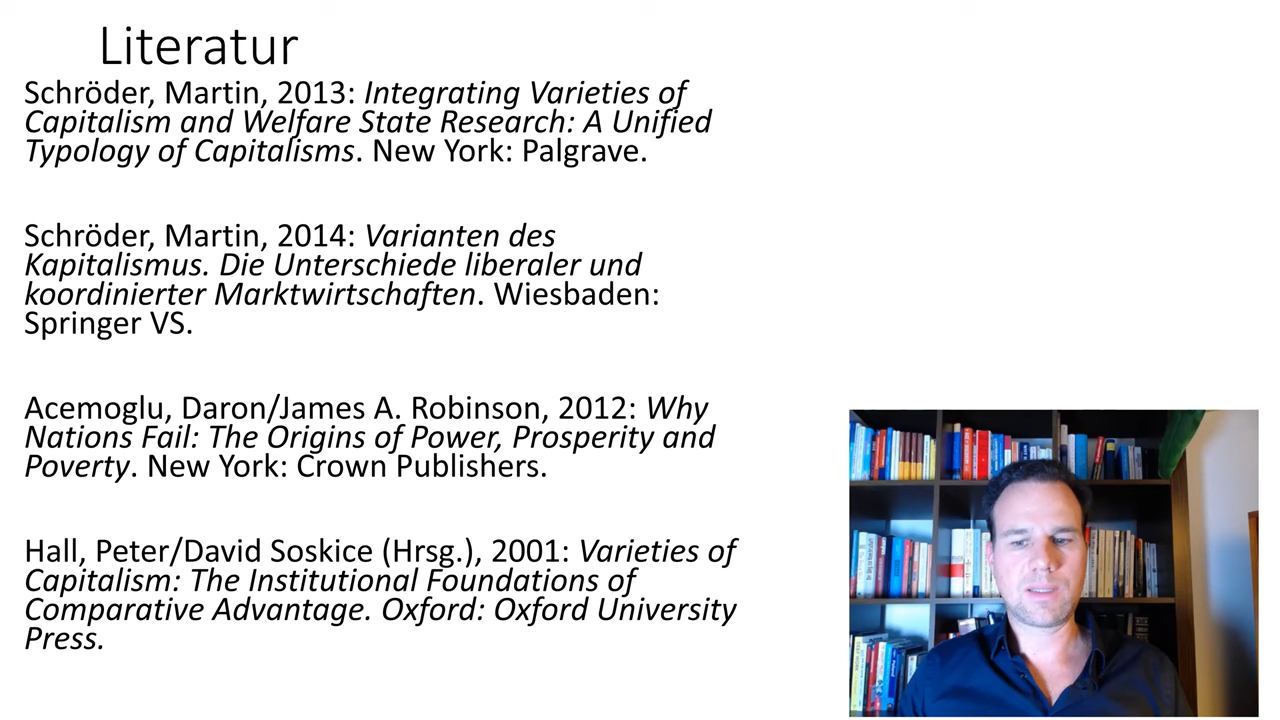 Literatur
Schröder, Martin, 2013: Integrating Varieties of
Capitalism and Welfare State Research: A Unified
Typology of Capitalisms. New York: Palgrave.
Schröder, Martin, 2014: Varianten des
Kapitalismus. Die Unterschiede liberaler und
koordinierter Marktwirtschaften. Wiesbaden:
Springer VS.
Acemoglu, Daron/James A. Robinson, 2012: Why
Nations Fail: The Origins of Power, Prosperity and
Poverty. New York: Crown Publishers.
Hall, Peter/David Soskice (Hrsg.), 2001: Varieties of
Capitalism: The Institutional Foundations of
Comparative Advantage. Oxford: Oxford University
Press.